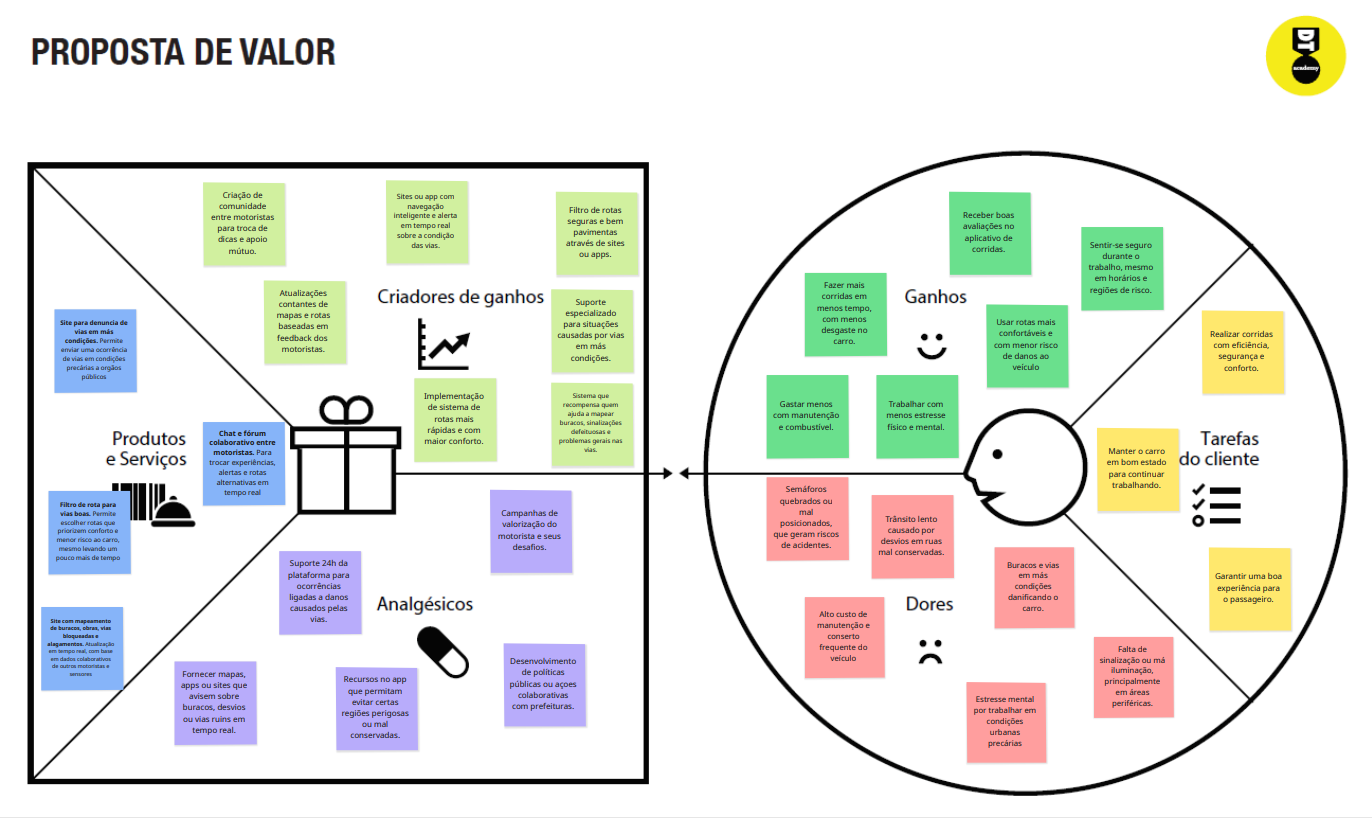 PROPOSTA DE VALOR
DT
academy
Criação de
comunidade
entre motoristas
para troca de
dicas e apoio
mútuo.
Sites ou app com
navegação
inteligente e alerta
em tempo real
sobre a condição
das vias.
Filtro de rotas
seguras e bem
pavimentas
através de sites
ou apps.
Atualizações
contantes de
mapas e rotas
baseadas em
feedback dos
motoristas.
Criadores de ganhos
Suporte
especializado
para situações
causadas por vias
em más
condições.
Implementação
de sistema de
rotas mais
rápidas e com
maior conforto.
Sistema que
recompensa quem
ajuda a mapear
buracos, sinalizações
defeituosas e
problemas gerais nas
vias.
Site para denuncia de
vias em más
condições. Permite
enviar uma ocorrência
de vias em condições
precárias a orgãos
públicos
Produtos
e Serviços
Chat e fórum
colaborativo entre
motoristas. Para
trocar experiências,
alertas e rotas
alternativas em
tempo real
Filtro de rota para
vias boas. Permite
escolher rotas que
priorizem conforto e
menor risco ao carro,
mesmo levando um
pouco mais de tempo
Site com mapeamento
de buracos, obras, vias
bloqueadas e
alagamentos. Atualização
em tempo real, com base
em dados colaborativos
de outros motoristas e
sensores
Campanhas de
valorização do
motorista e seus
desafios.
Suporte 24h da
plataforma para
ocorrências
ligadas a danos
causados pelas
vias.
Analgésicos
Fornecer mapas,
apps ou sites que
avisem sobre
buracos, desvios
ou vias ruins em
tempo real.
Recursos no app
que permitam
evitar certas
regiões perigosas
ou mal
conservadas.
Desenvolvimento
de políticas
públicas ou açoes
colaborativas
com prefeituras.
Receber boas
avaliações no
aplicativo de
corridas.
Sentir-se seguro
durante o
trabalho, mesmo
em horários e
regiões de risco.
Fazer mais
corridas em
menos tempo,
com menos
desgaste no
carro.
Ganhos
Usar rotas mais
confortáveis e
com menor risco
de danos ao
veículo
Gastar menos
com manutenção
e combustível.
Trabalhar com
menos estresse
físico e mental.
Realizar corridas
com eficiência,
segurança e
conforto.
Manter o carro
em bom estado
para continuar
trabalhando.
Tarefas
do cliente
Garantir uma boa
experiência para
o passageiro.
Semáforos
quebrados ou
mal
posicionados,
que geram riscos
de acidentes.
Trânsito lento
causado por
desvios em ruas
mal conservadas.
Buracos e vias
em más
condições
danificando o
carro.
Alto custo de
manutenção e
conserto
frequente do
veículo
Dores
Falta de
sinalização ou má
iluminação,
principalmente
em áreas
periféricas.
Estresse mental
por trabalhar em
condições
urbanas
precárias